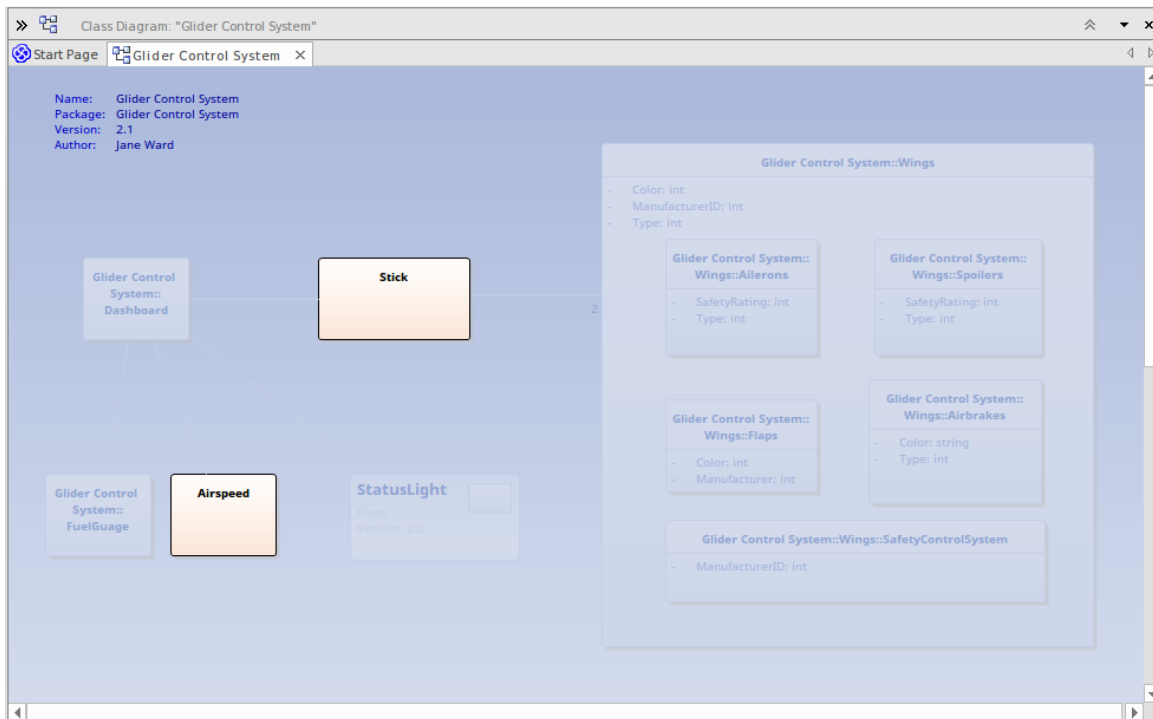 Class Diagram: "Glider Control System"
Start Page
Glider Control System
Name: Glider Control System
Package: Glider Control System
Version: 2.1
Author: Jane Ward
Glider Control System::Wings
- Color: int
- ManufacturerID: int
- Type: int
Glider Control System::
Wings::Ailerons
- SafetyRating: int
- Type: int
Glider Control System::
Wings::Spoilers
- SafetyRating: int
- Type: int
Glider Control
System::
Dashboard
Stick
2
Glider Control System::
Wings::Flaps
- Color: int
- Manufacturer: int
Glider Control System::
Wings::Airbrakes
- Color: string
- Type: int
Glider Control
System::
FuelGuage
Airspeed
StatusLight
Class
Version: 2.0
Glider Control System::Wings::SafetyControlSystem
- ManufacturerID: int